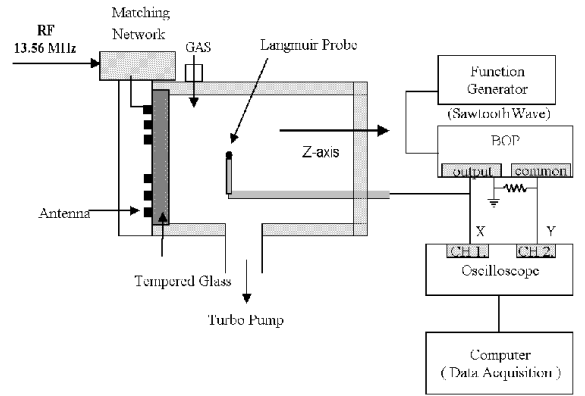 Matching
Network
RF
13.56 MHz
GAS
Langmuir Probe
Function
Generator
(Sawtooth Wave)
BOP
output
common
Z-axis
Antenna
X
Y
CH 1.
CH 2.
Oscilloscope
Tempered Glass
Turbo Pump
Computer
( Data Acquisition )